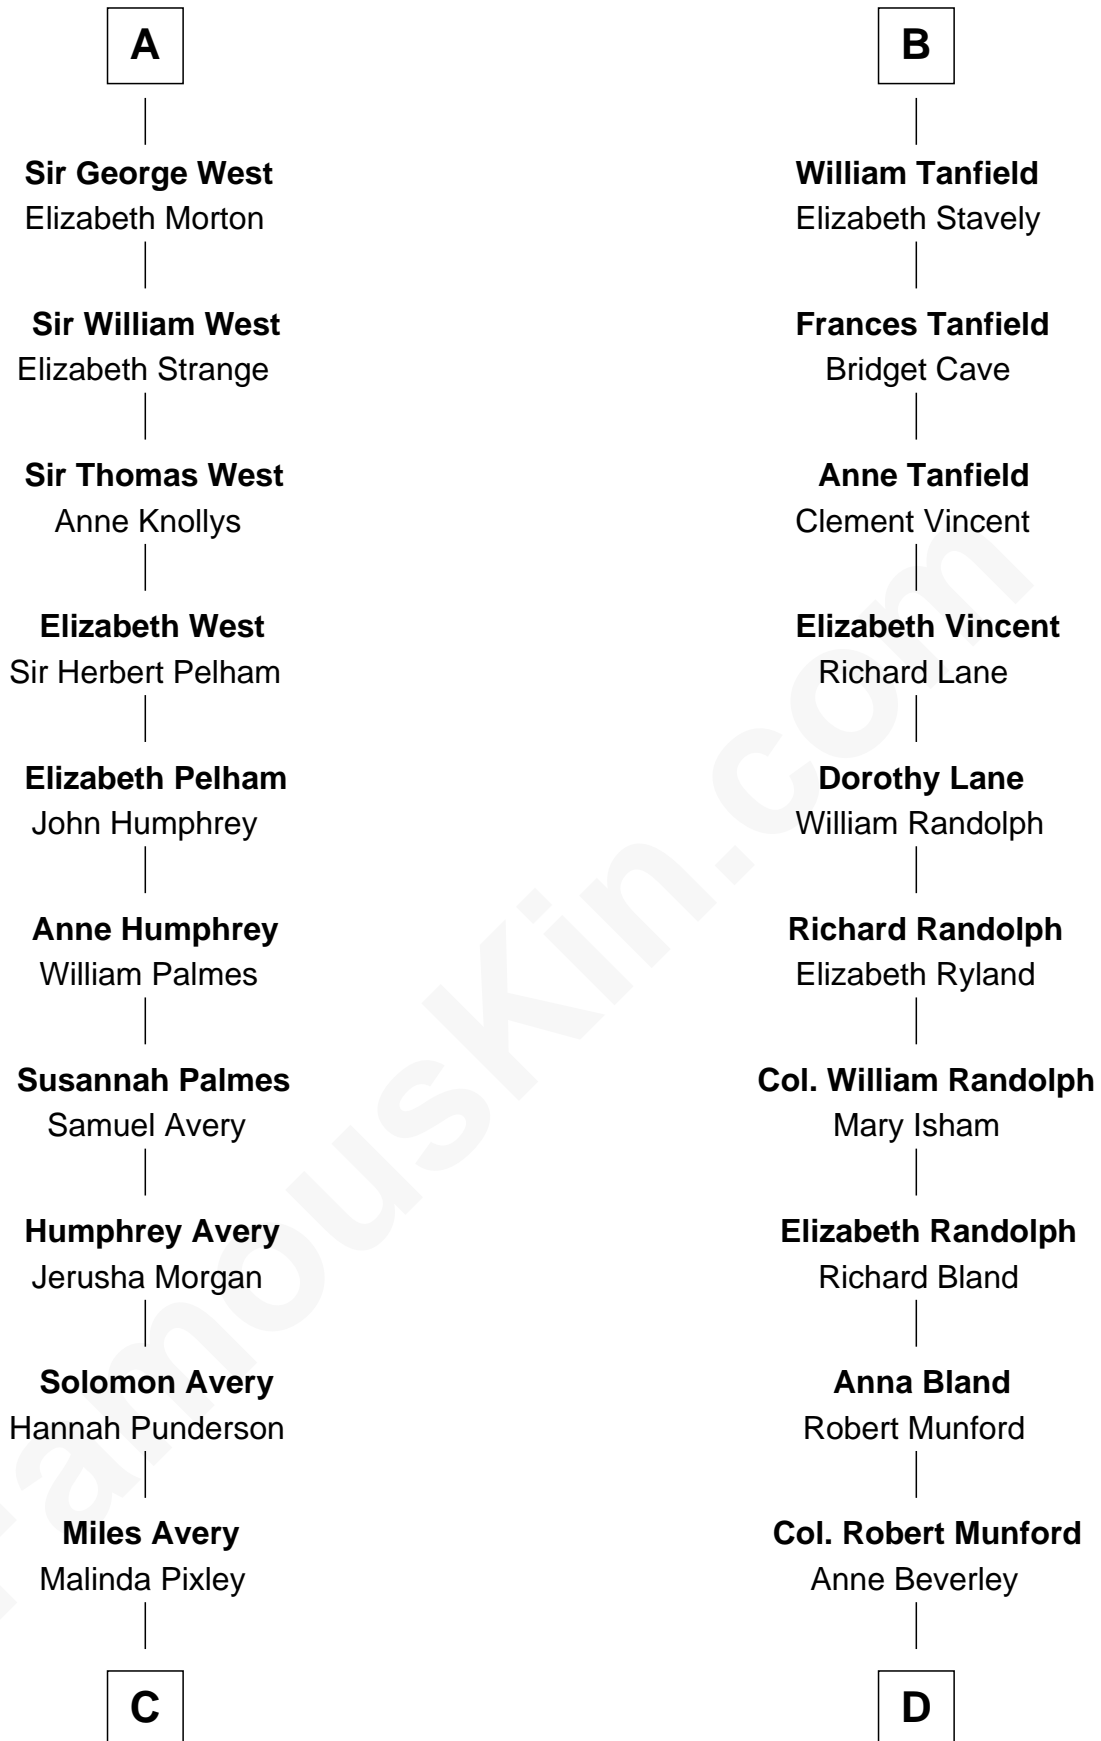 A
Sir George West
Elizabeth Morton
Sir William West
Elizabeth Strange
Sir Thomas West
Anne Knollys
Elizabeth West
Sir Herbert Pelham
Elizabeth Pelham
John Humphrey
Anne Humphrey
William Palmes
Susannah Palmes
Samuel Avery
Humphrey Avery
Jerusha Morgan
Solomon Avery
Hannah Punderson
Miles Avery
Malinda Pixley
C
B
William Tanfield
Elizabeth Stavely
Frances Tanfield
Bridget Cave
Anne Tanfield
Clement Vincent
Elizabeth Vincent
Richard Lane
Dorothy Lane
William Randolph
Richard Randolph
Elizabeth Ryland
Col. William Randolph
Mary Isham
Elizabeth Randolph
Richard Bland
Anna Bland
Robert Munford
Col. Robert Munford
Anne Beverley
D
FamousKin.com